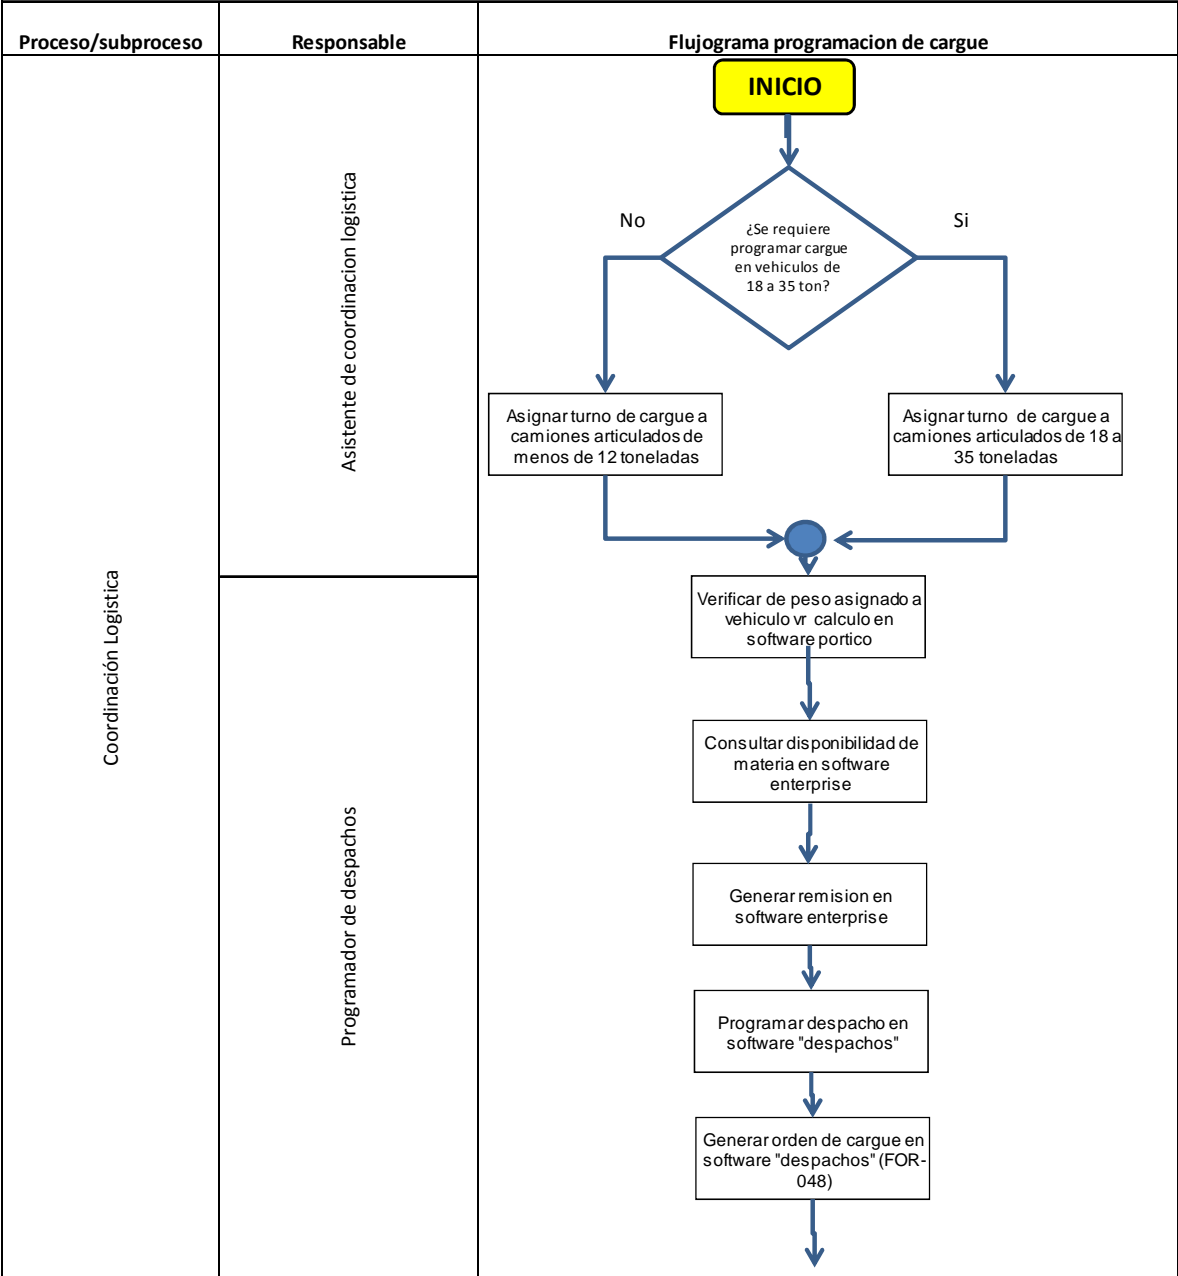 Proceso/subproceso
Responsable
Flujograma programacion de cargue
INICIO
No
Si
¿Se requiere
programar cargue
en vehiculos de
18 a 35 ton?
Asistente de coordinacion logistica
Asignar turno de cargue a
camiones articulados de
menos de 12 toneladas
Asignar turno de cargue a
camiones articulados de 18 a
35 toneladas
Coordinación Logistica
Programador de despachos
Verificar de peso asignado a
vehiculo vr calculo en
software portico
Consultar disponibilidad de
materia en software
enterprise
Generar remision en
software enterprise
Programar despacho en
software "despachos"
Generar orden de cargue en
software "despachos" (FOR-
048)